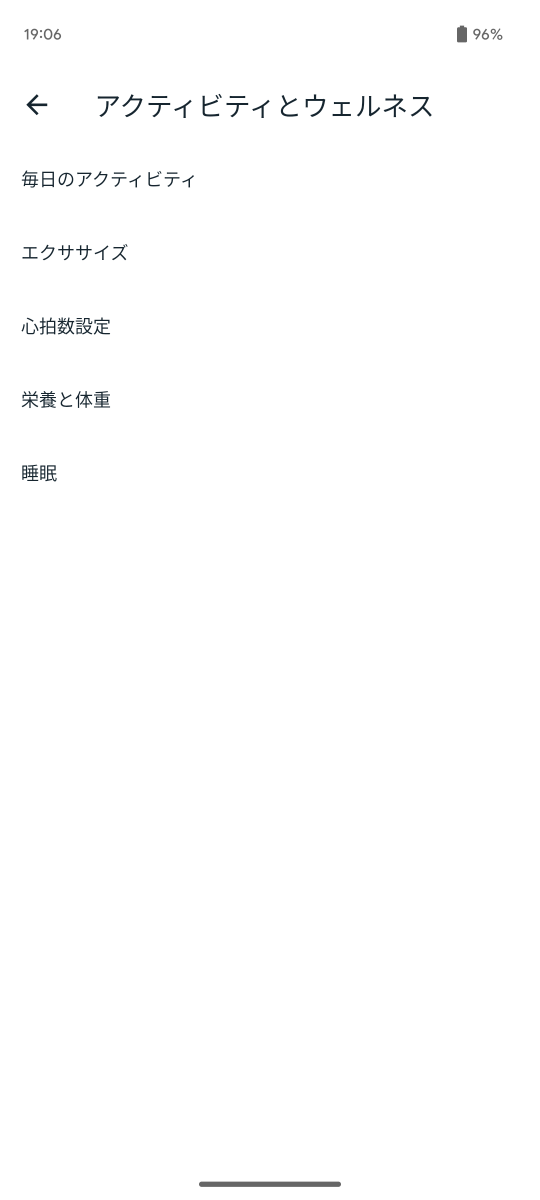 19:06
96%
アクティビティとウェルネス
毎日のアクティビティ
エクササイズ
心拍数設定
栄養と体重
睡眠